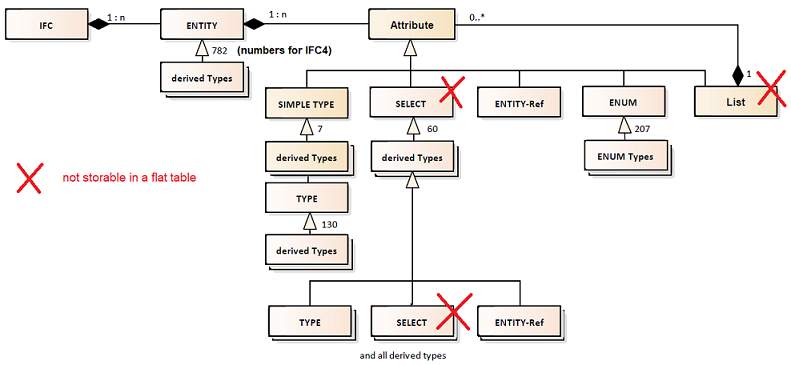 IFC
1 : n
ENTITY
1 : n
Attribute
0..*
782
(numbers for IFC4)
derived Types
1
SIMPLE TYPE
SELECT
ENTITY-Ref
ENUM
List
7
60
207
derived Types
derived Types
ENUM Types
not storable in a flat table
TYPE
130
derived Types
TYPE
SELECT
ENTITY-Ref
and all derived types